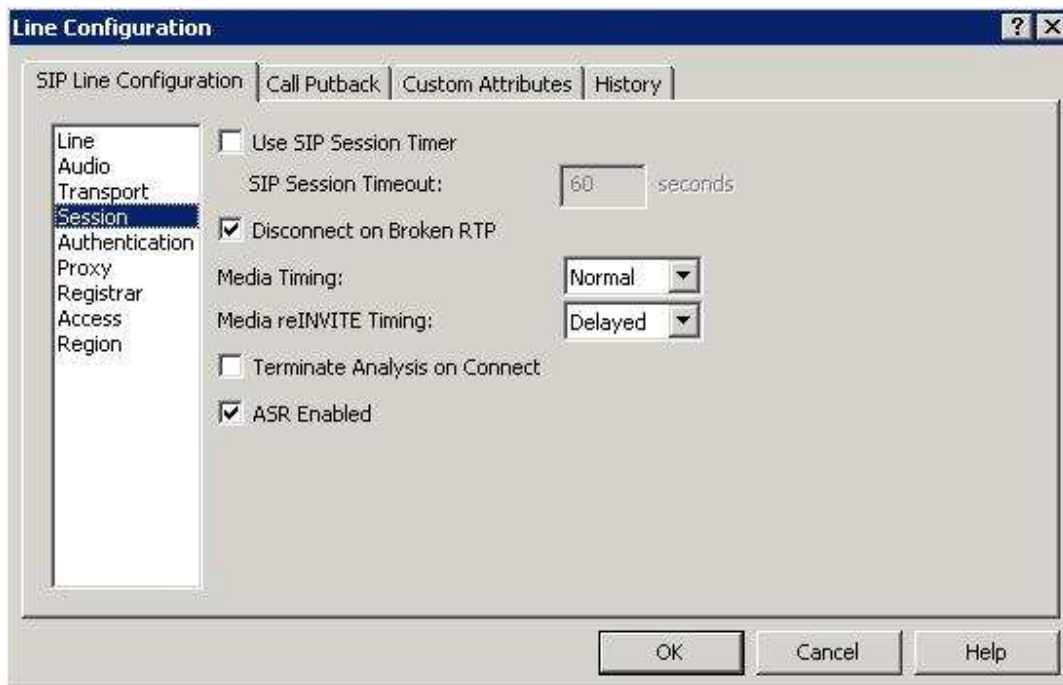 Line Configuration
SIP Line Configuration
Call Putback
Custom Attributes
History
Line
Audio
Transport
Session
Authentication
Proxy
Registrar
Access
Region
Use SIP Session Timer
SIP Session Timeout: 60 seconds
Disconnect on Broken RTP
Media Timing: Normal
Media reINVITE Timing: Delayed
Terminate Analysis on Connect
ASR Enabled
OK
Cancel
Help